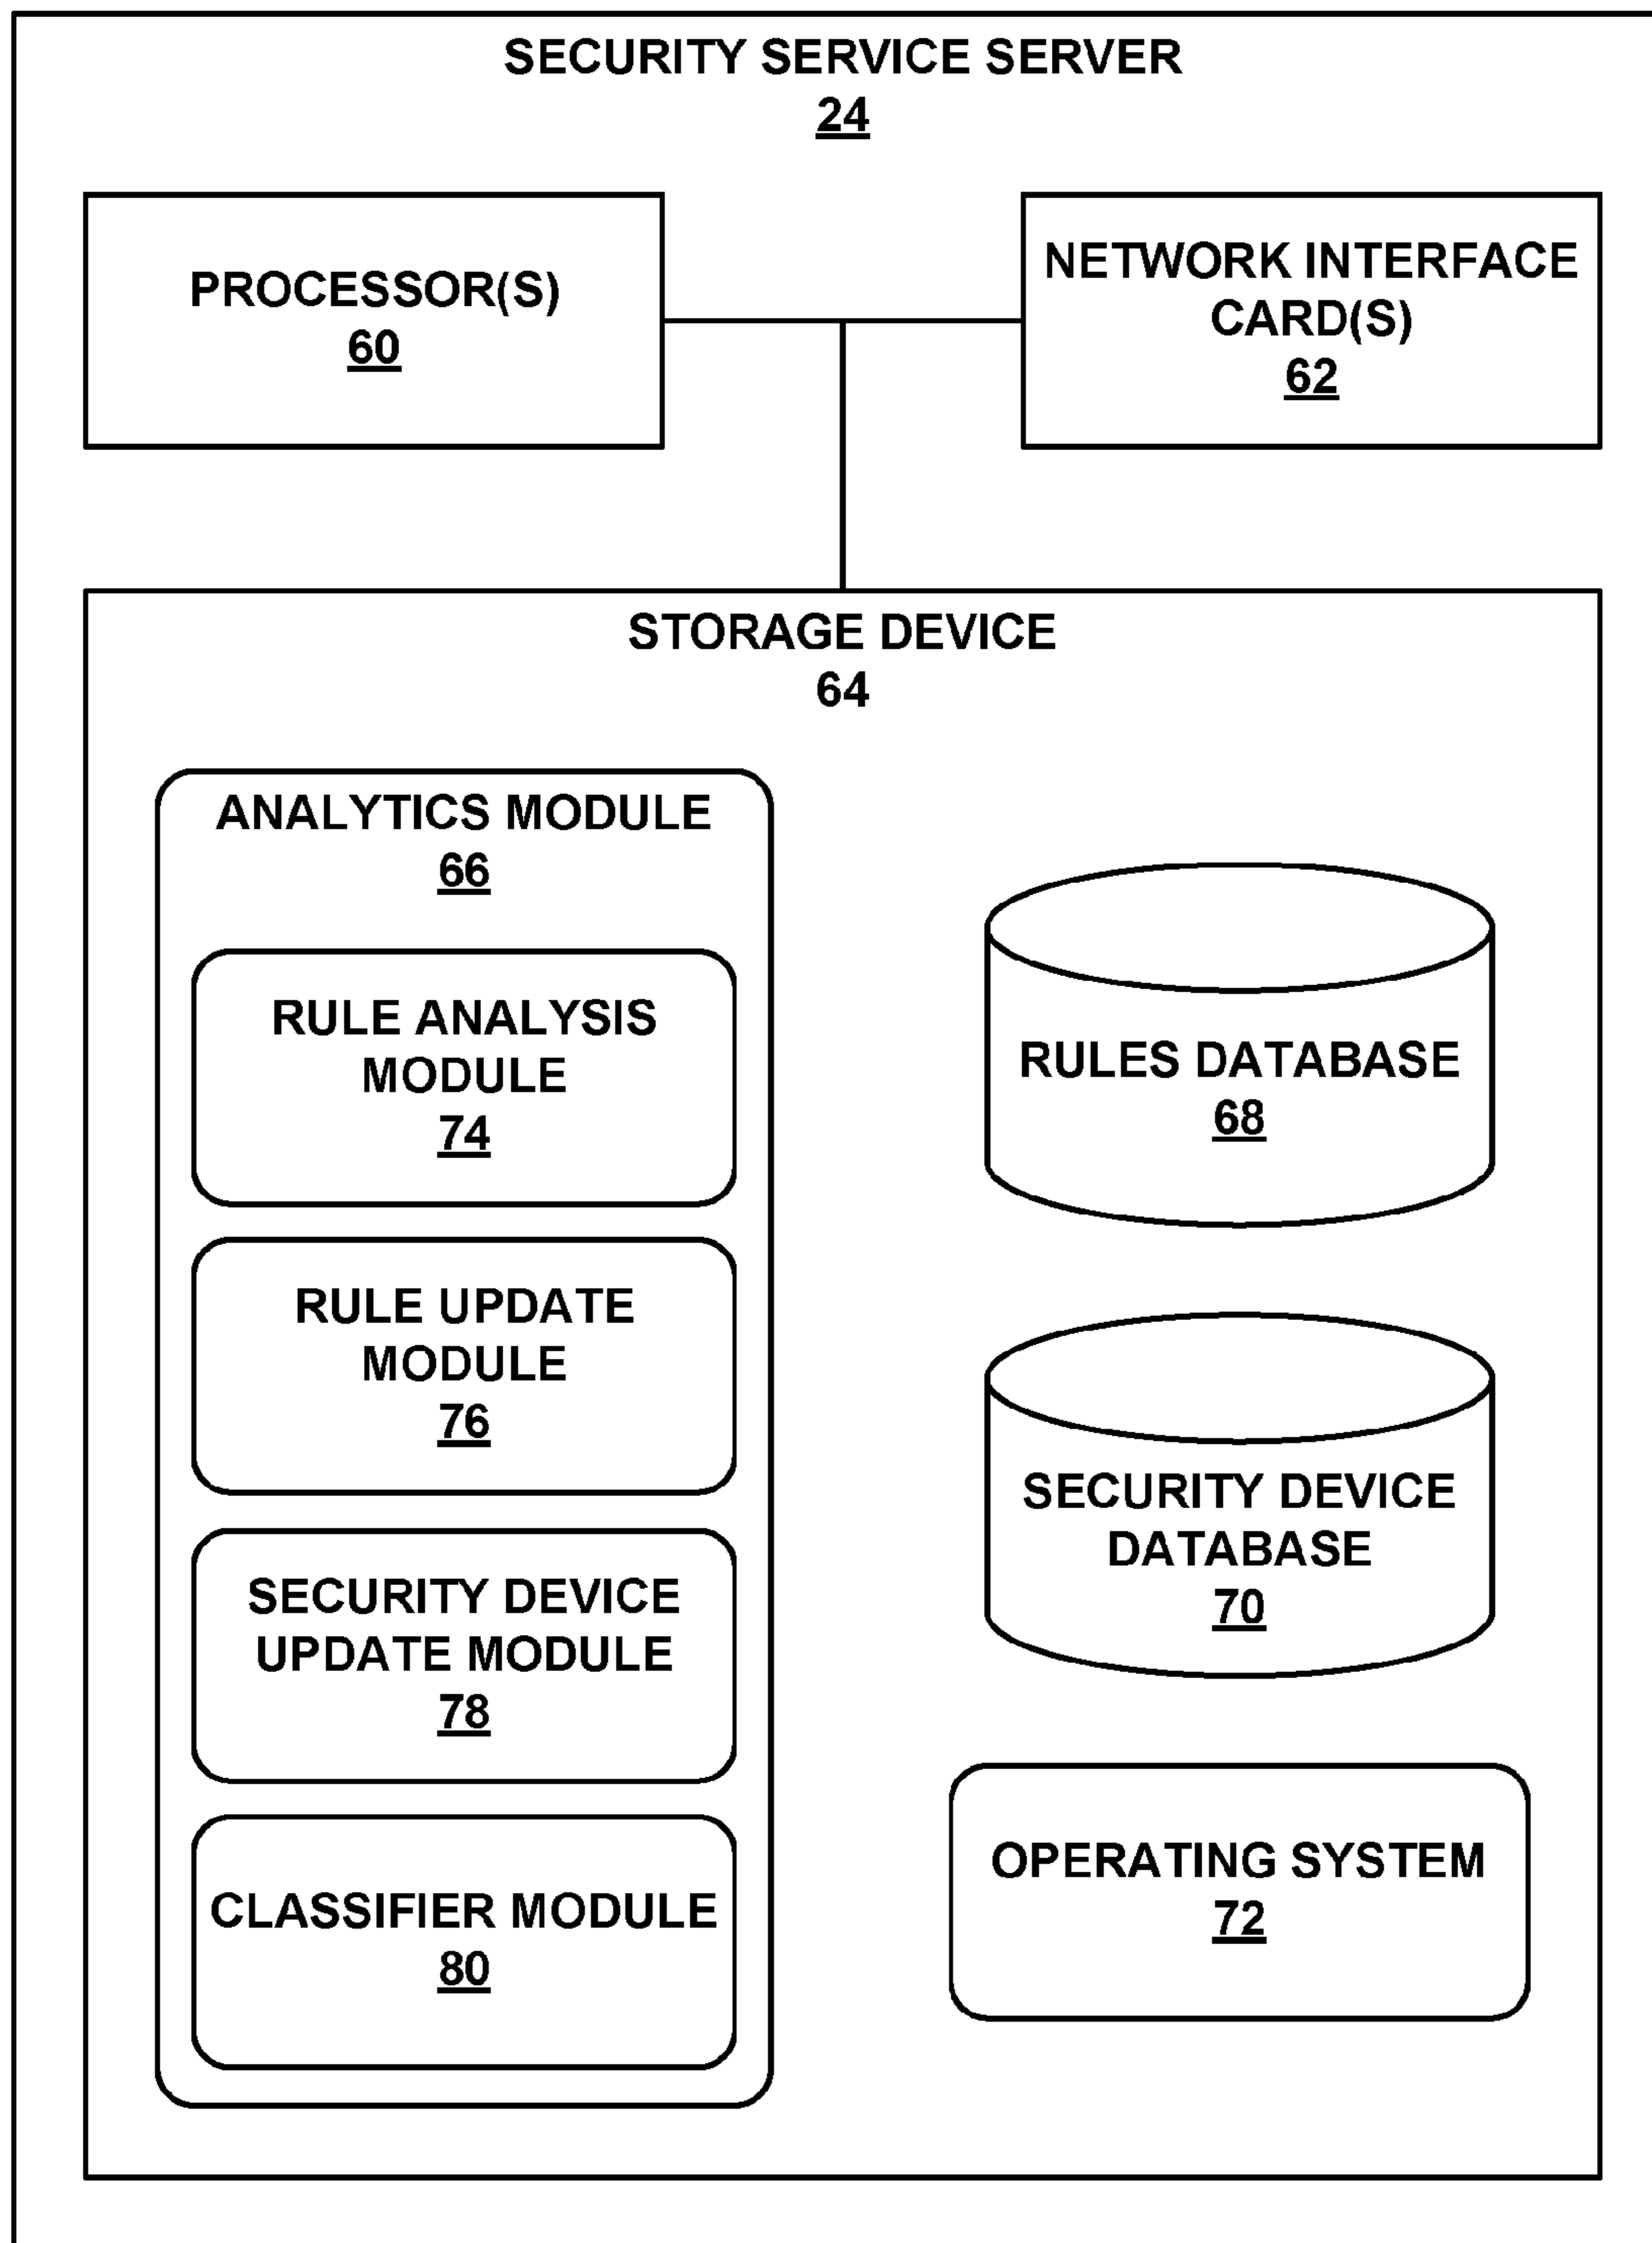 SECURITY SERVICE SERVER
24
PROCESSOR(S)
60
NETWORK INTERFACE
CARD(S)
62
STORAGE DEVICE
64
ANALYTICS MODULE
66
RULE ANALYSIS
MODULE
74
RULE UPDATE
MODULE
76
SECURITY DEVICE
UPDATE MODULE
78
CLASSIFIER MODULE
80
RULES DATABASE
68
SECURITY DEVICE
DATABASE
70
OPERATING SYSTEM
72